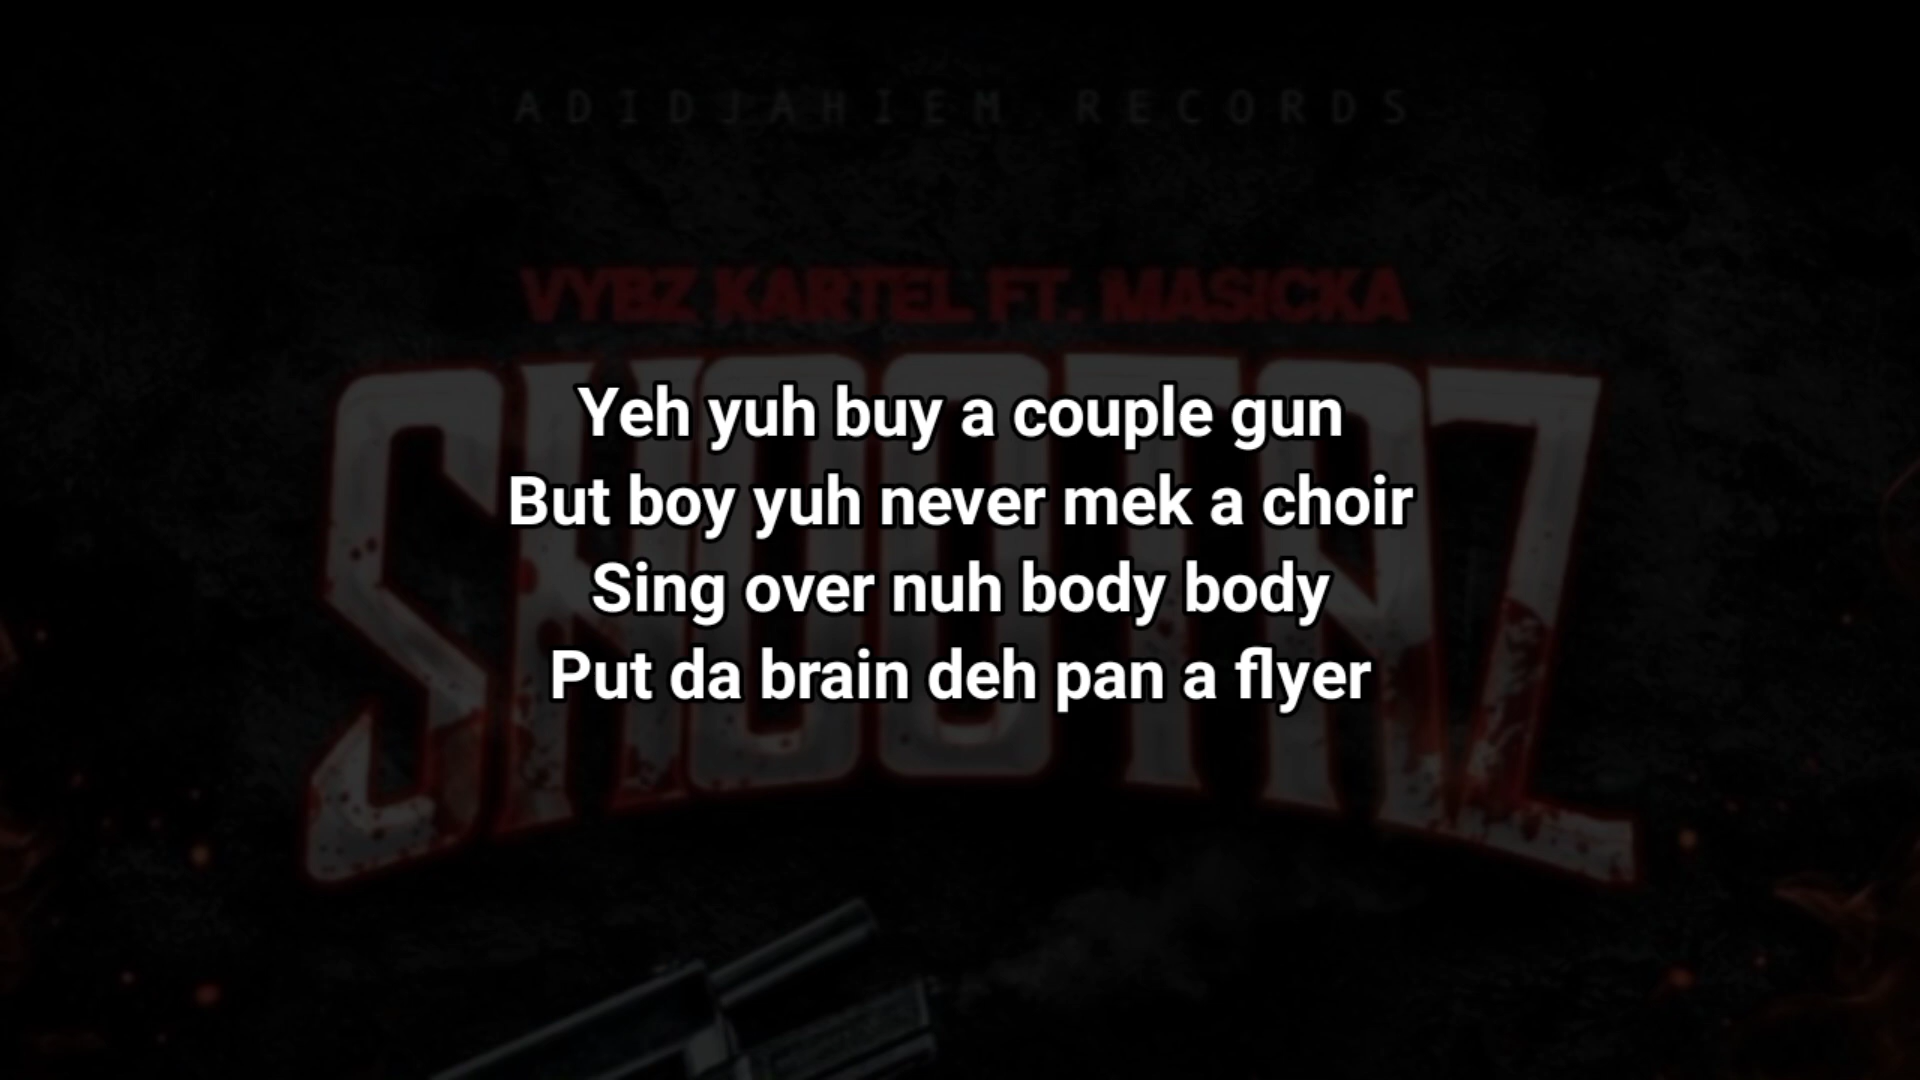 ADIDJAHIEM RECORDS
VYBZ KARTEL FT. MASICKA
SHOOTAZ
Yeh yuh buy a couple gun
But boy yuh never mek a choir
Sing over nuh body body
Put da brain deh pan a flyer